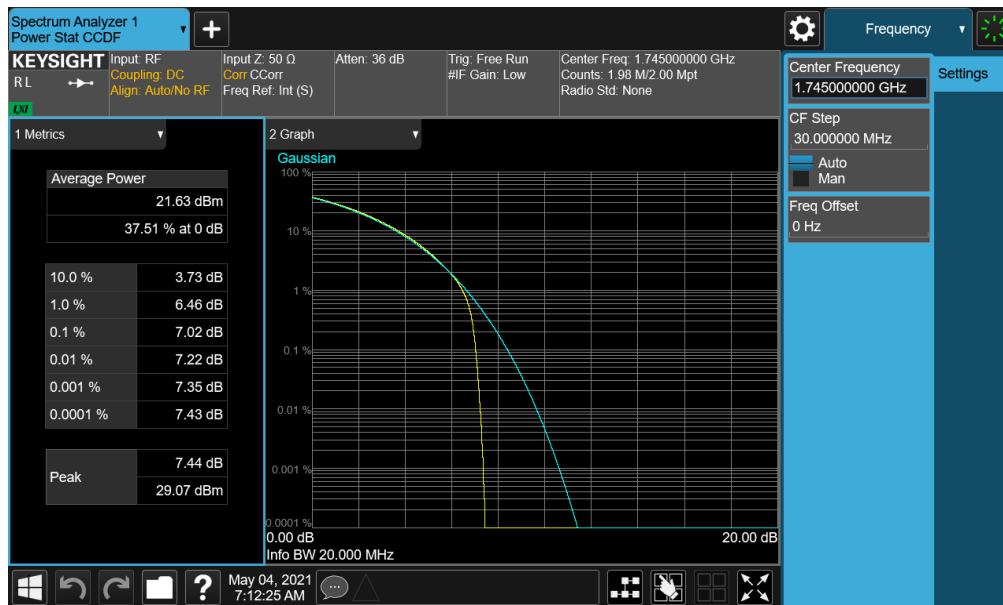 Spectrum Analyzer 1
Power Stat CCDF
Frequency
KEYSIGHT
R L
LXI
Input: RF
Coupling: DC
Align: Auto/No RF
Input Z: 50 Ω
Corr CCorr
Freq Ref: Int (S)
Atten: 36 dB
Trig: Free Run
#IF Gain: Low
Center Freq: 1.745000000 GHz
Counts: 1.98 M/2.00 Mpt
Radio Std: None
Center Frequency
1.745000000 GHz
Settings
CF Step
30.000000 MHz
Auto
Man
Freq Offset
0 Hz
1 Metrics
Average Power
21.63 dBm
37.51 % at 0 dB
10.0 % 3.73 dB
1.0 % 6.46 dB
0.1 % 7.02 dB
0.01 % 7.22 dB
0.001 % 7.35 dB
0.0001 % 7.43 dB
Peak
7.44 dB
29.07 dBm
2 Graph
Gaussian
100 %
10 %
1 %
0.1 %
0.01 %
0.001 %
0.0001 %
0.00 dB 20.00 dB
Info BW 20.000 MHz
?
May 04, 2021
7:12:25 AM